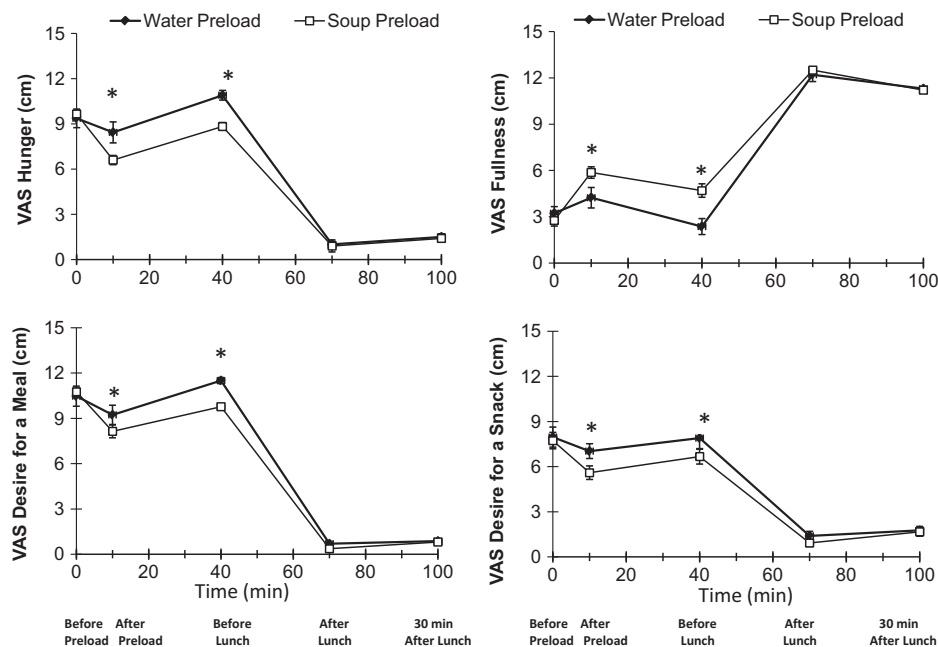 Water Preload Soup Preload
VAS Hunger (cm)
15
12
9
6
3
0
* *
0 20 40 60 80 100
Water Preload Soup Preload
VAS Fullness (cm)
15
12
9
6
3
0
* *
0 20 40 60 80 100
VAS Desire for a Meal (cm)
15
12
9
6
3
0
* *
0 20 40 60 80 100
Time (min)
VAS Desire for a Snack (cm)
15
12
9
6
3
0
* *
0 20 40 60 80 100
Time (min)
Before After Before After 30 min
Preload Preload Lunch Lunch After Lunch
Before After Before After 30 min
Preload Preload Lunch Lunch After Lunch